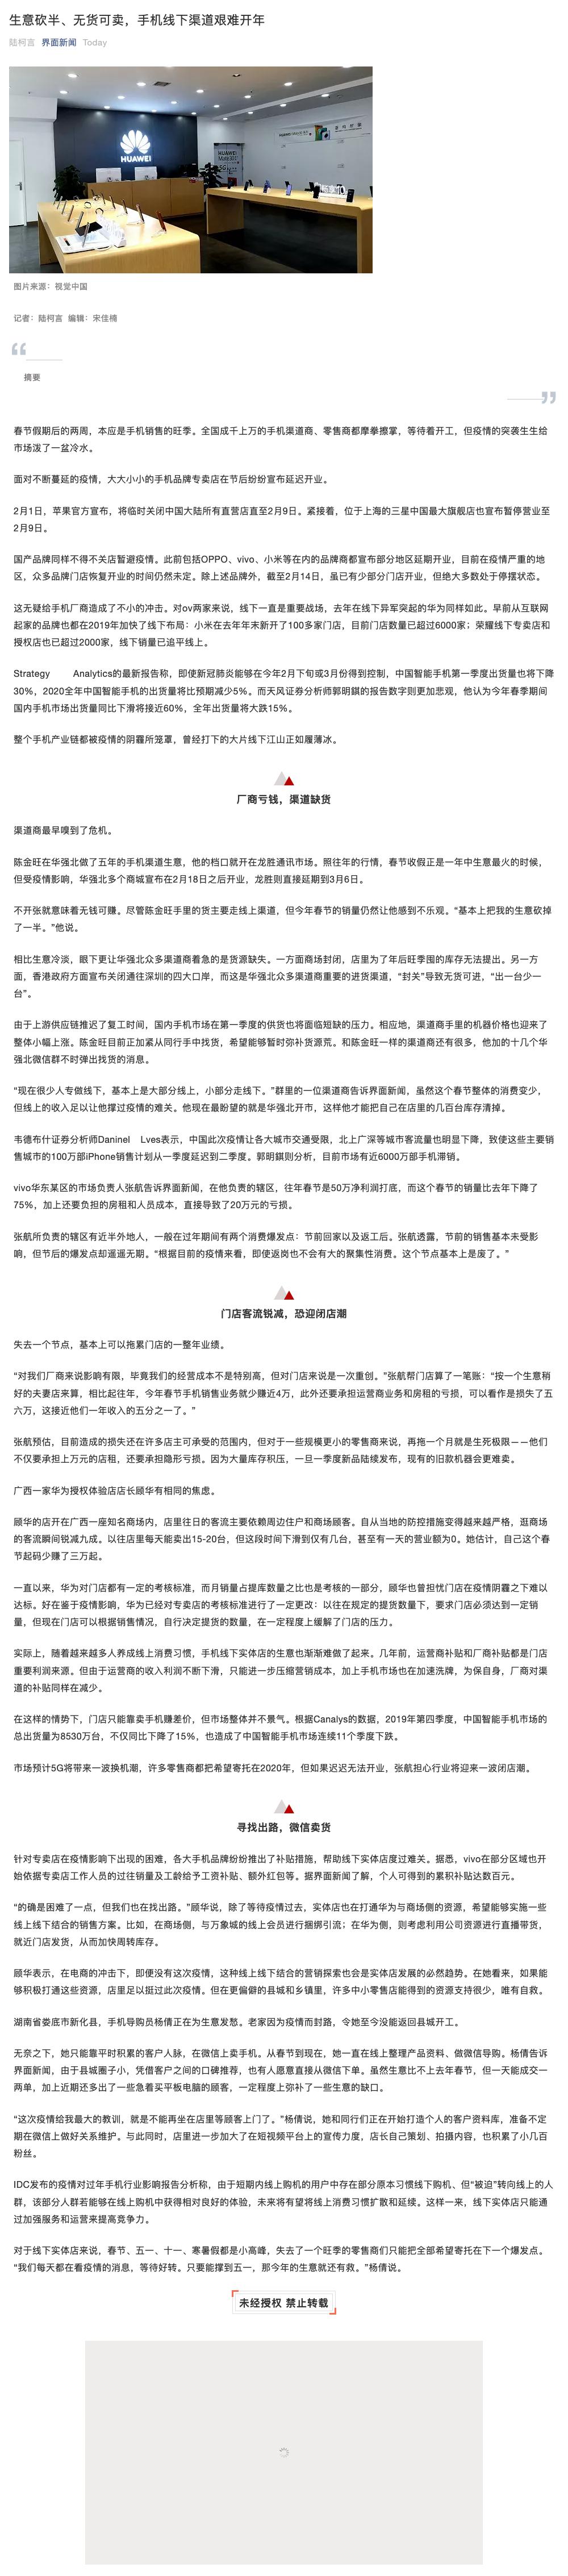 生意砍半、无货可卖，手机线下渠道艰难开年
陆柯言 界面新闻 Today
HUAWEI
HUAWEI
图片来源：视觉中国
记者：陆柯言 编辑：宋佳楠
摘要
春节假期后的两周，本应是手机销售的旺季。全国成千上万的手机渠道商、零售商都摩拳擦掌，等待着开工，但疫情的突袭生生给
市场泼了一盆冷水。
面对不断蔓延的疫情，大大小小的手机品牌专卖店在节后纷纷宣布延迟开业。
2月1日，苹果官方宣布，将临时关闭中国大陆所有直营店直至2月9日。紧接着，位于上海的三星中国最大旗舰店也宣布暂停营业至
2月9日。
国产品牌同样不得不关店暂避疫情。此前包括OPPO、vivo、小米等在内的品牌商都宣布部分地区延期开业，目前在疫情严重的地
区，众多品牌门店恢复开业的时间仍然未定。除上述品牌外，截至2月14日，虽已有少部分门店开业，但绝大多数处于停摆状态。
这无疑给手机厂商造成了不小的冲击。对ov两家来说，线下一直是重要战场，去年在线下异军突起的华为同样如此。早前从互联网
起家的品牌也都在2019年加快了线下布局：小米在去年年末新开了100多家门店，目前门店数量已超过6000家；荣耀线下专卖店和
授权店也已超过2000家，线下销量已追平线上。
Strategy Analytics的最新报告称，即使新冠肺炎能够在今年2月下旬或3月份得到控制，中国智能手机第一季度出货量也将下降
30%，2020全年中国智能手机的出货量将比预期减少5%。而天风证券分析师郭明錤的报告数字则更加悲观，他认为今年春季期间
国内手机市场出货量同比下滑将接近60%，全年出货量将大跌15%。
整个手机产业链都被疫情的阴霾所笼罩，曾经打下的大片线下江山正如履薄冰。
厂商亏钱，渠道缺货
渠道商最早嗅到了危机。
陈金旺在华强北做了五年的手机渠道生意，他的档口就开在龙胜通讯市场。照往年的行情，春节收假正是一年中生意最火的时候，
但受疫情影响，华强北多个商城宣布在2月18日之后开业，龙胜则直接延期到3月6日。
不开张就意味着无钱可赚。尽管陈金旺手里的货主要走线上渠道，但今年春节的销量仍然让他感到不乐观。“基本上把我的生意砍掉
了一半。”他说。
相比生意冷淡，眼下更让华强北众多渠道商着急的是货源缺失。一方面商场封闭，店里为了年后旺季囤的库存无法提出。另一方
面，香港政府方面宣布关闭通往深圳的四大口岸，而这是华强北众多渠道商重要的进货渠道，“封关”导致无货可进，“出一台少一
台”。
由于上游供应链推迟了复工时间，国内手机市场在第一季度的供货也将面临短缺的压力。相应地，渠道商手里的机器价格也迎来了
整体小幅上涨。陈金旺目前正加紧从同行手中找货，希望能够暂时弥补货源荒。和陈金旺一样的渠道商还有很多，他加的十几个华
强北微信群不时弹出找货的消息。
“现在很少人专做线下，基本上是大部分线上，小部分走线下。”群里的一位渠道商告诉界面新闻，虽然这个春节整体的消费变少，
但线上的收入足以让他撑过疫情的难关。他现在最盼望的就是华强北开市，这样他才能把自己在店里的几百台库存清掉。
韦德布什证券分析师Daninel Lves表示，中国此次疫情让各大城市交通受限，北上广深等城市客流量也明显下降，致使这些主要销
售城市的100万部iPhone销售计划从一季度延迟到二季度。郭明錤则分析，目前市场有近6000万部手机滞销。
vivo华东某区的市场负责人张航告诉界面新闻，在他负责的辖区，往年春节是50万净利润打底，而这个春节的销量比去年下降了
75%，加上还要负担的房租和人员成本，直接导致了20万元的亏损。
张航所负责的辖区有近半外地人，一般在过年期间有两个消费爆发点：节前回家以及返工后。张航透露，节前的销售基本未受影
响，但节后的爆发点却遥遥无期。“根据目前的疫情来看，即使返岗也不会有大的聚集性消费。这个节点基本上是废了。”
门店客流锐减，恐迎闭店潮
失去一个节点，基本上可以拖累门店的一整年业绩。
“对我们厂商来说影响有限，毕竟我们的经营成本不是特别高，但对门店来说是一次重创。”张航帮门店算了一笔账：“按一个生意稍
好的夫妻店来算，相比起往年，今年春节手机销售业务就少赚近4万，此外还要承担运营商业务和房租的亏损，可以看作是损失了五
六万，这接近他们一年收入的五分之一了。”
张航预估，目前造成的损失还在许多店主可承受的范围内，但对于一些规模更小的零售商来说，再拖一个月就是生死极限——他们
不仅要承担上万元的店租，还要承担隐形亏损。因为大量库存积压，一旦一季度新品陆续发布，现有的旧款机器会更难卖。
广西一家华为授权体验店店长顾华有相同的焦虑。
顾华的店开在广西一座知名商场内，店里往日的客流主要依赖周边住户和商场顾客。自从当地的防控措施变得越来越严格，逛商场
的客流瞬间锐减九成。以往店里每天能卖出15-20台，但这段时间下滑到仅有几台，甚至有一天的营业额为0。她估计，自己这个春
节起码少赚了三万起。
一直以来，华为对门店都有一定的考核标准，而月销量占提库数量之比也是考核的一部分，顾华也曾担忧门店在疫情阴霾之下难以
达标。好在鉴于疫情影响，华为已经对专卖店的考核标准进行了一定更改：以往在规定的提货数量下，要求门店必须达到一定销
量，但现在门店可以根据销售情况，自行决定提货的数量，在一定程度上缓解了门店的压力。
实际上，随着越来越多人养成线上消费习惯，手机线下实体店的生意也渐渐难做了起来。几年前，运营商补贴和厂商补贴都是门店
重要利润来源。但由于运营商的收入利润不断下滑，只能进一步压缩营销成本，加上手机市场也在加速洗牌，为保自身，厂商对渠
道的补贴同样在减少。
在这样的情势下，门店只能靠卖手机赚差价，但市场整体并不景气。根据Canalys的数据，2019年第四季度，中国智能手机市场的
总出货量为8530万台，不仅同比下降了15%，也造成了中国智能手机市场连续11个季度下跌。
市场预计5G将带来一波换机潮，许多零售商都把希望寄托在2020年，但如果迟迟无法开业，张航担心行业将迎来一波闭店潮。
寻找出路，微信卖货
针对专卖店在疫情影响下出现的困难，各大手机品牌纷纷推出了补贴措施，帮助线下实体店度过难关。据悉，vivo在部分区域也开
始依据专卖店工作人员的过往销量及工龄给予工资补贴、额外红包等。据界面新闻了解，个人可得到的累积补贴达数百元。
“的确是困难了一点，但我们也在找出路。”顾华说，除了等待疫情过去，实体店也在打通华为与商场侧的资源，希望能够实施一些
线上线下结合的销售方案。比如，在商场侧，与万象城的线上会员进行捆绑引流；在华为侧，则考虑利用公司资源进行直播带货，
就近门店发货，从而加快周转库存。
顾华表示，在电商的冲击下，即便没有这次疫情，这种线上线下结合的营销探索也会是实体店发展的必然趋势。在她看来，如果能
够积极打通这些资源，店里足以挺过此次疫情。但在更偏僻的县城和乡镇里，许多中小零售店能得到的资源支持很少，唯有自救。
湖南省娄底市新化县，手机导购员杨倩正在为生意发愁。老家因为疫情而封路，令她至今没能返回县城开工。
无奈之下，她只能靠平时积累的客户人脉，在微信上卖手机。从春节到现在，她一直在线上整理产品资料、做微信导购。杨倩告诉
界面新闻，由于县城圈子小，凭借客户之间的口碑推荐，也有人愿意直接从微信下单。虽然生意比不上去年春节，但一天能成交一
两单，加上近期还多出了一些急着买平板电脑的顾客，一定程度上弥补了一些生意的缺口。
“这次疫情给我最大的教训，就是不能再坐在店里等顾客上门了。”杨倩说，她和同行们正在开始打造个人的客户资料库，准备不定
期在微信上做好关系维护。与此同时，店里进一步加大了在短视频平台上的宣传力度，店长自己策划、拍摄内容，也积累了小几百
粉丝。
IDC发布的疫情对过年手机行业影响报告分析称，由于短期内线上购机的用户中存在部分原本习惯线下购机、但“被迫”转向线上的人
群，该部分人群若能够在线上购机中获得相对良好的体验，未来将有望将线上消费习惯扩散和延续。这样一来，线下实体店只能通
过加强服务和运营来提高竞争力。
对于线下实体店来说，春节、五一、十一、寒暑假都是小高峰，失去了一个旺季的零售商们只能把全部希望寄托在下一个爆发点。
“我们每天都在看疫情的消息，等待好转。只要能撑到五一，那今年的生意就还有救。”杨倩说。
未经授权 禁止转载